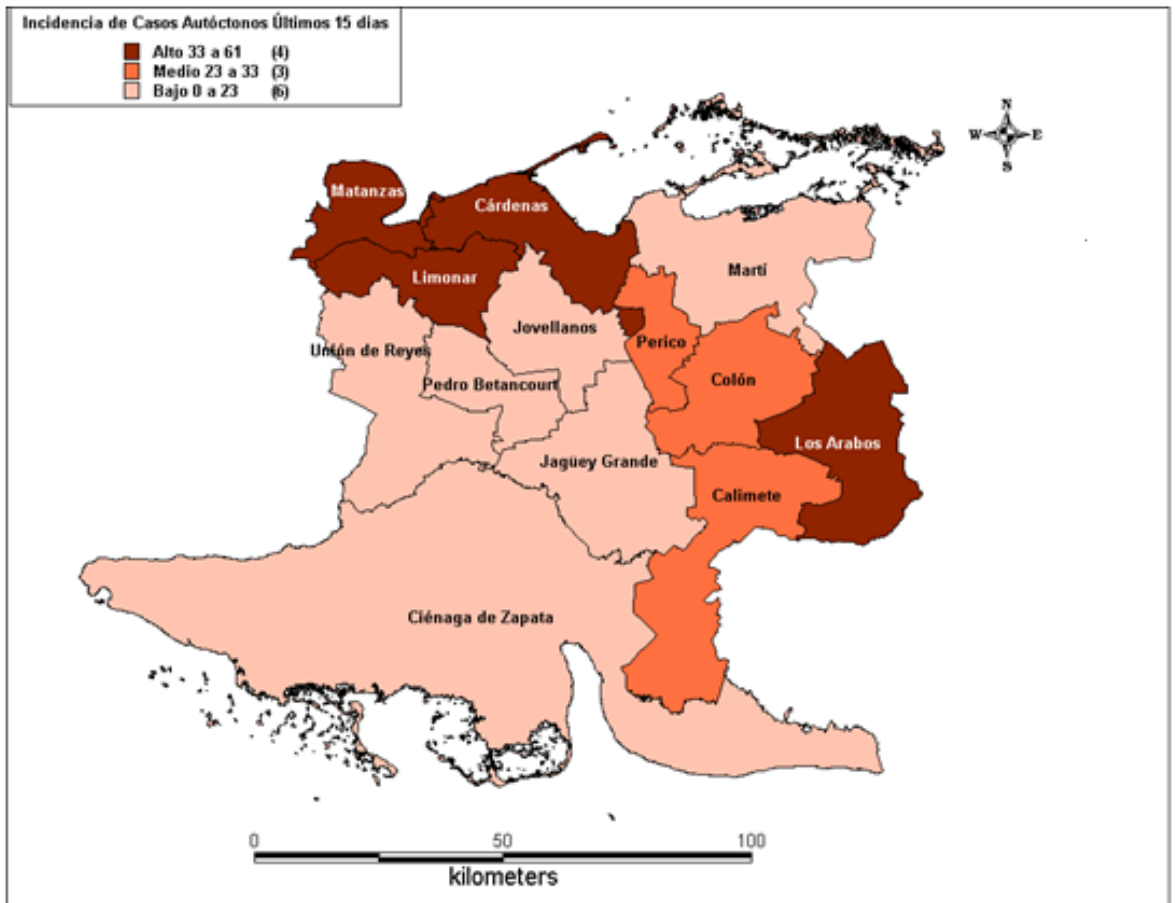 Incidencia de Casos Autóctonos Últimos 15 dias
Alto 33 a 61 (4)
Medio 23 a 33 (3)
Bajo 0 a 23 (6)
N
W E
S
Matanzas
Cárdenas
Limonar
Martí
Jovellanos
Perico
Unión de Reyes
Pedro Betancourt
Colón
Los Arabos
Jagüey Grande
Calimete
Ciénaga de Zapata
0 50 100
kilometers